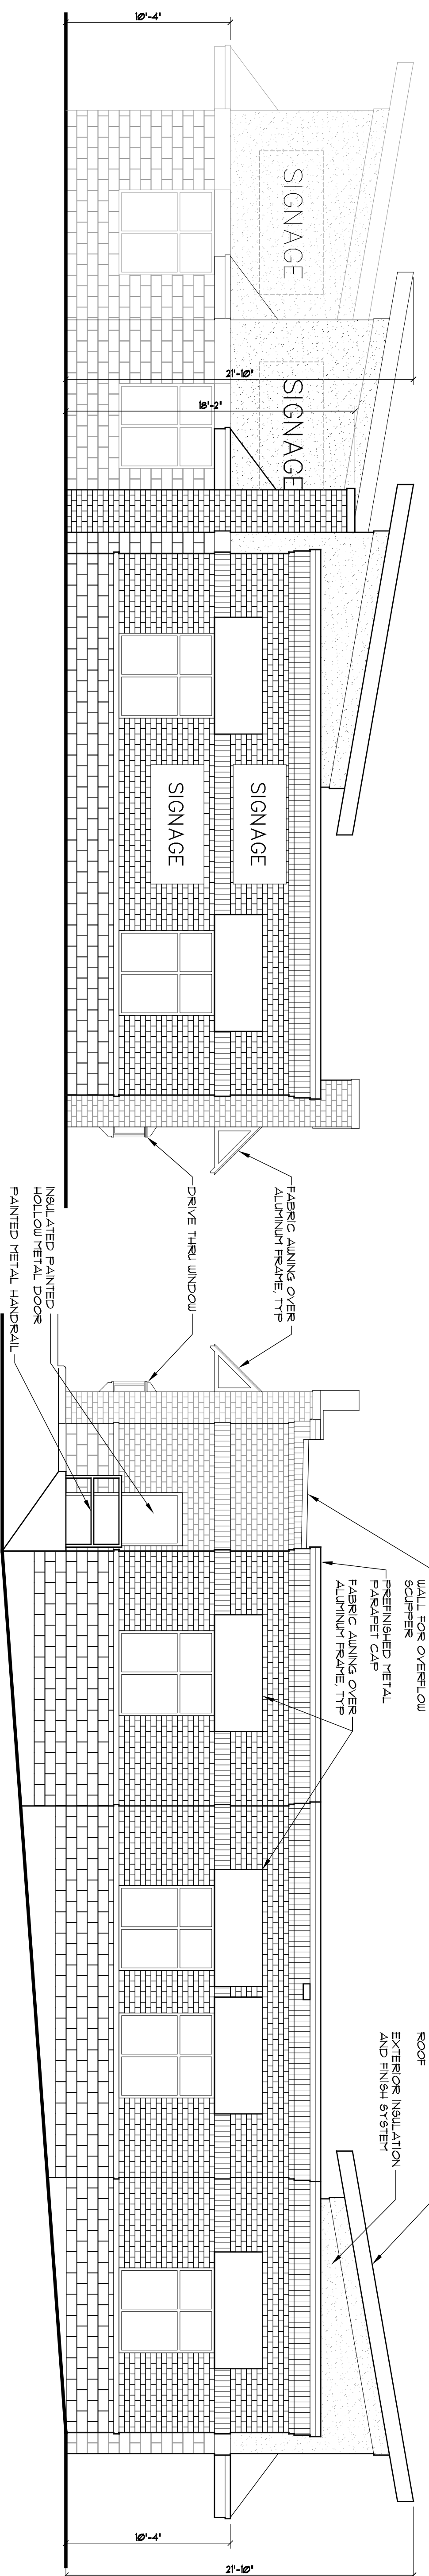 10'-4"
SIGNAGE
21'-10"
SIGNAGE
18'-2"
SIGNAGE
SIGNAGE
FABRIC AWNING OVER
ALUMINUM FRAME, TYP
DRIVE THRU WINDOW
INSULATED PAINTED
HOLLOW METAL DOOR
PAINTED METAL HANDRAIL
WALL FOR OVERFLOW
SCUPPER
PREFINISHED METAL
PARAPET CAP
FABRIC AWNING OVER
ALUMINUM FRAME, TYP
ROOF
EXTERIOR INSULATION
AND FINISH SYSTEM
10'-4"
21'-10"